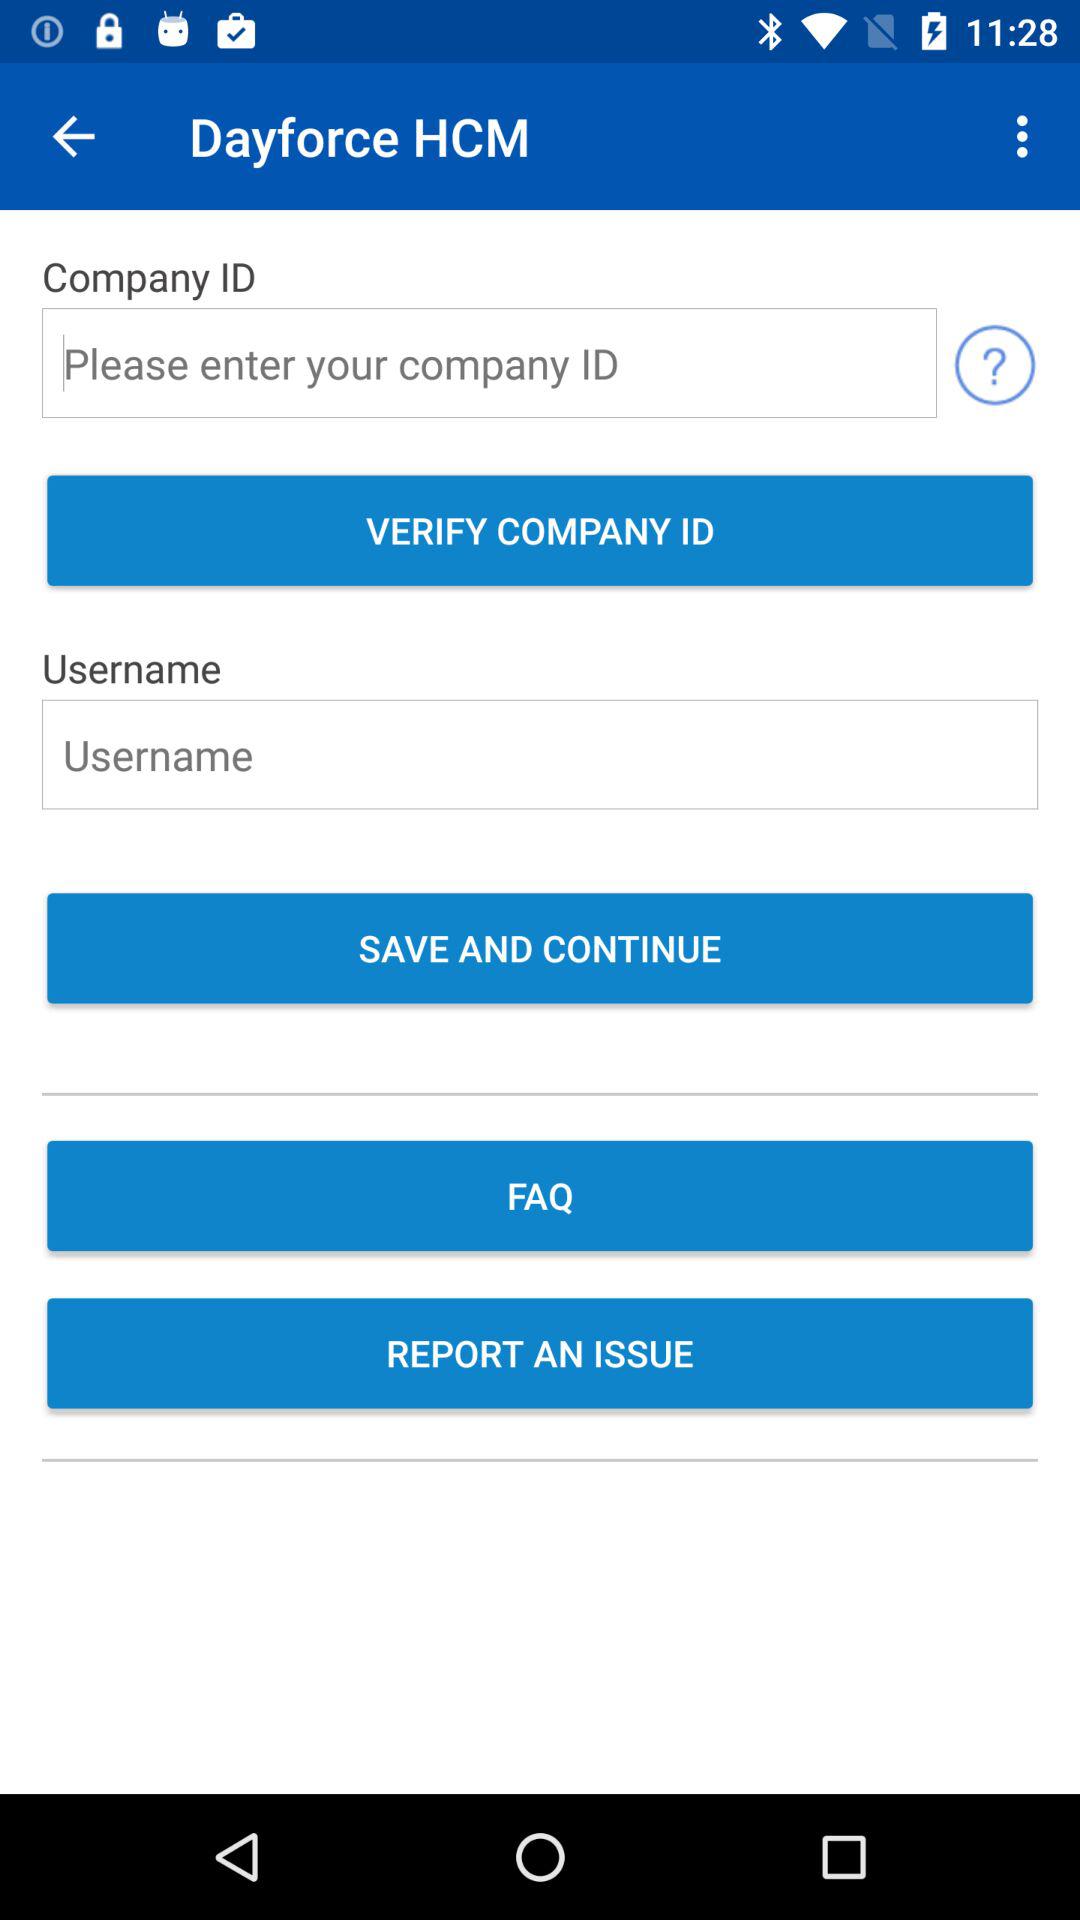 11:28
Dayforce HCM
Company ID
Please enter your company ID
?
VERIFY COMPANY ID
Username
Username
SAVE AND CONTINUE
FAQ
REPORT AN ISSUE